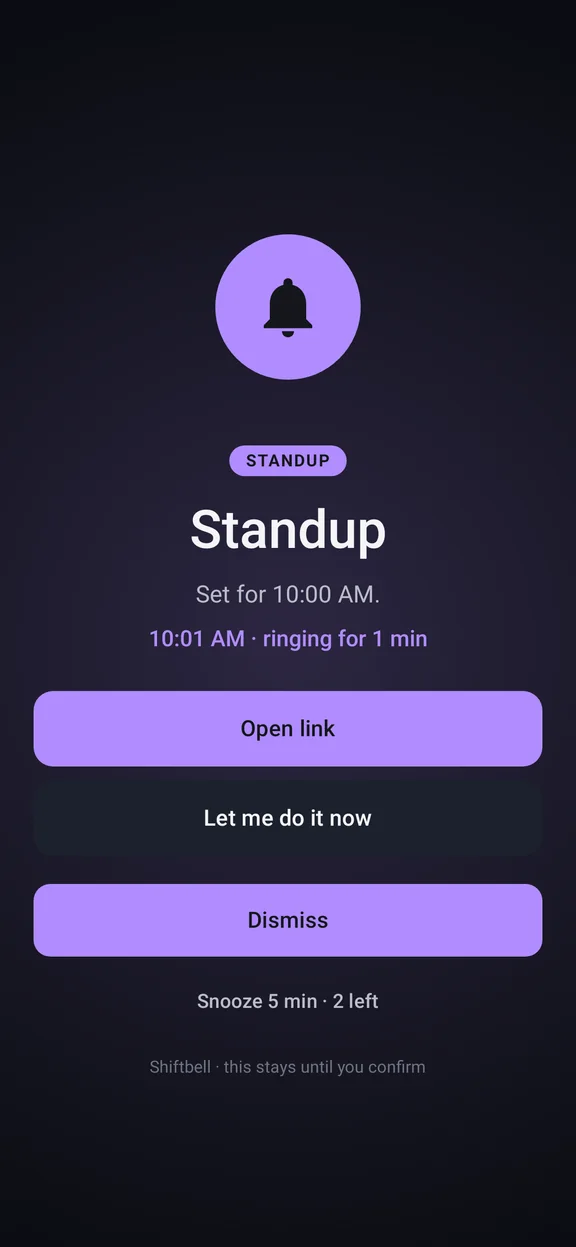 STANDUP
Standup
Set for 10:00 AM.
10:01 AM · ringing for 1 min
Open link
Let me do it now
Dismiss
Snooze 5 min · 2 left
Shiftbell · this stays until you confirm